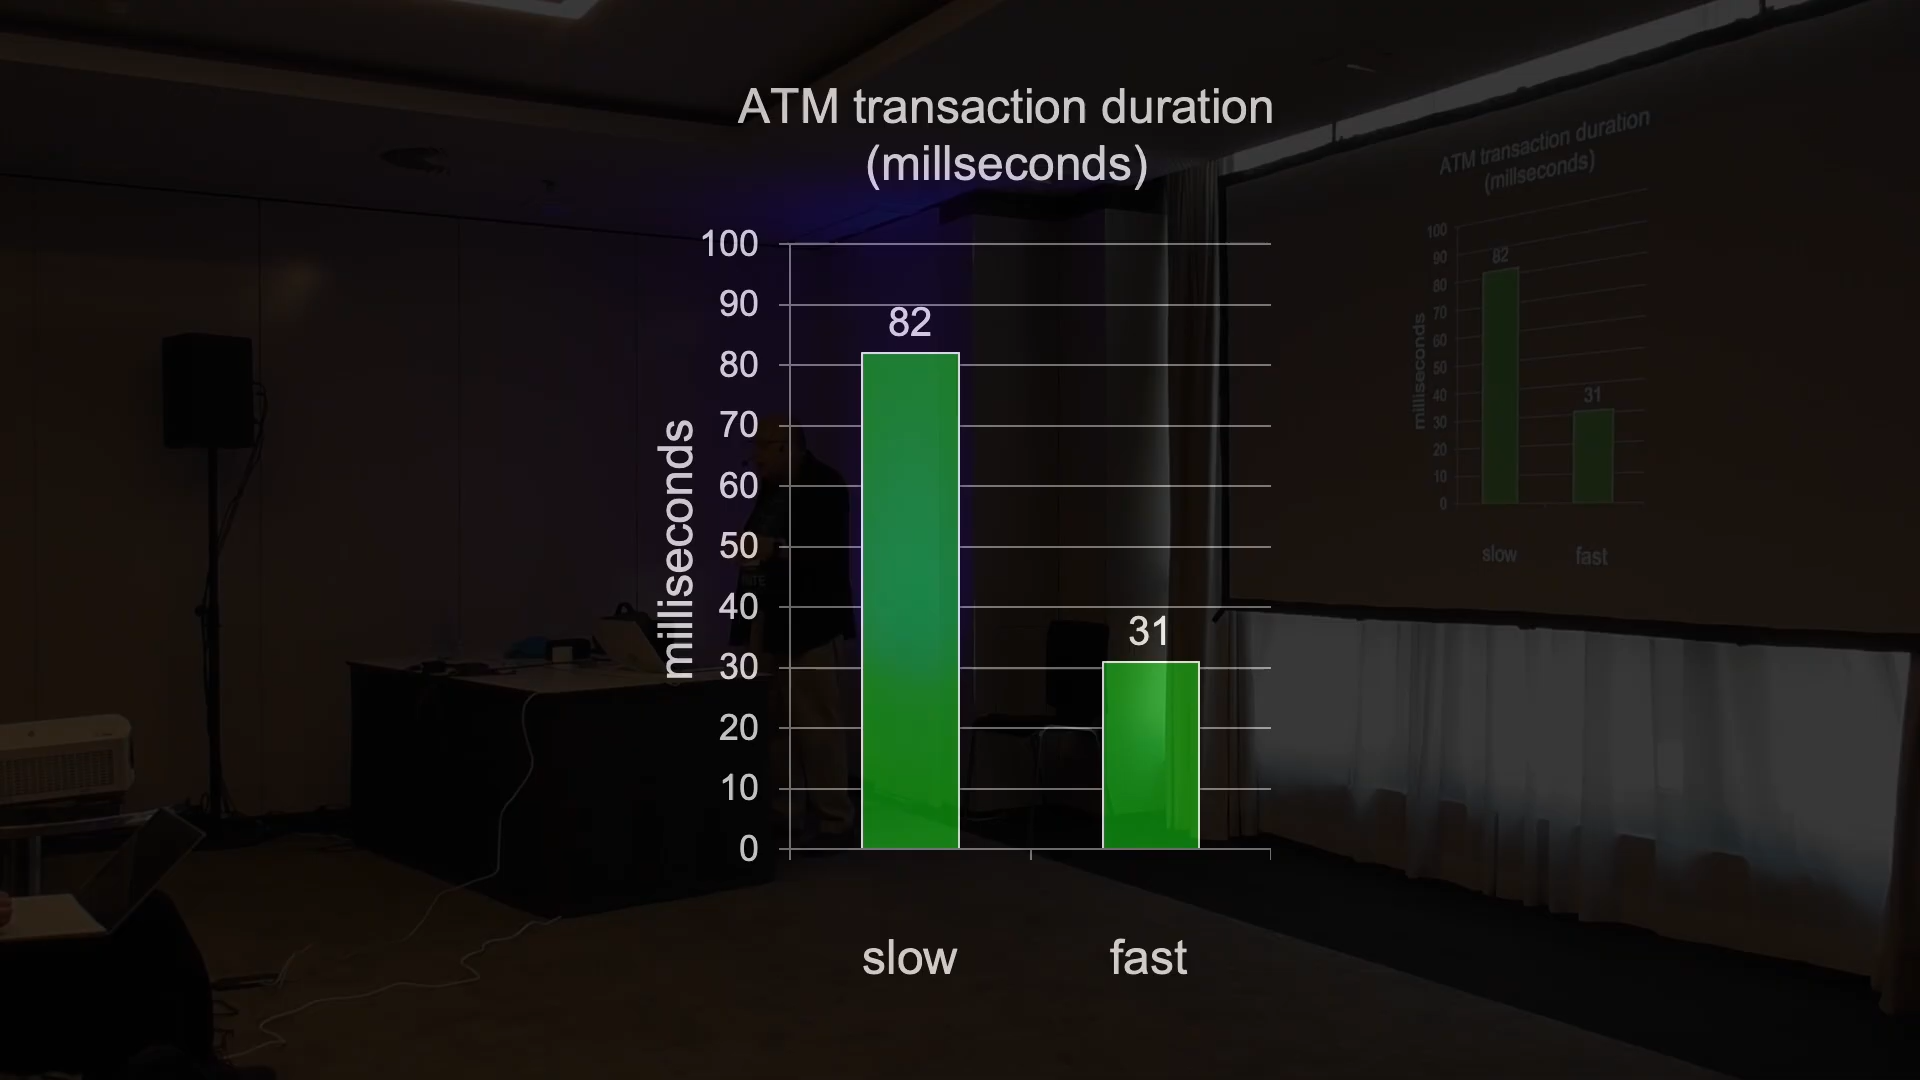 ATM transaction duration
(millseconds)
100
90
80
70
60
50
40
30
20
10
0
milliseconds
82
31
slow
fast
ATM transaction duration
(millseconds)
100
90
80
70
60
50
40
30
20
10
0
milliseconds
82
31
slow
fast